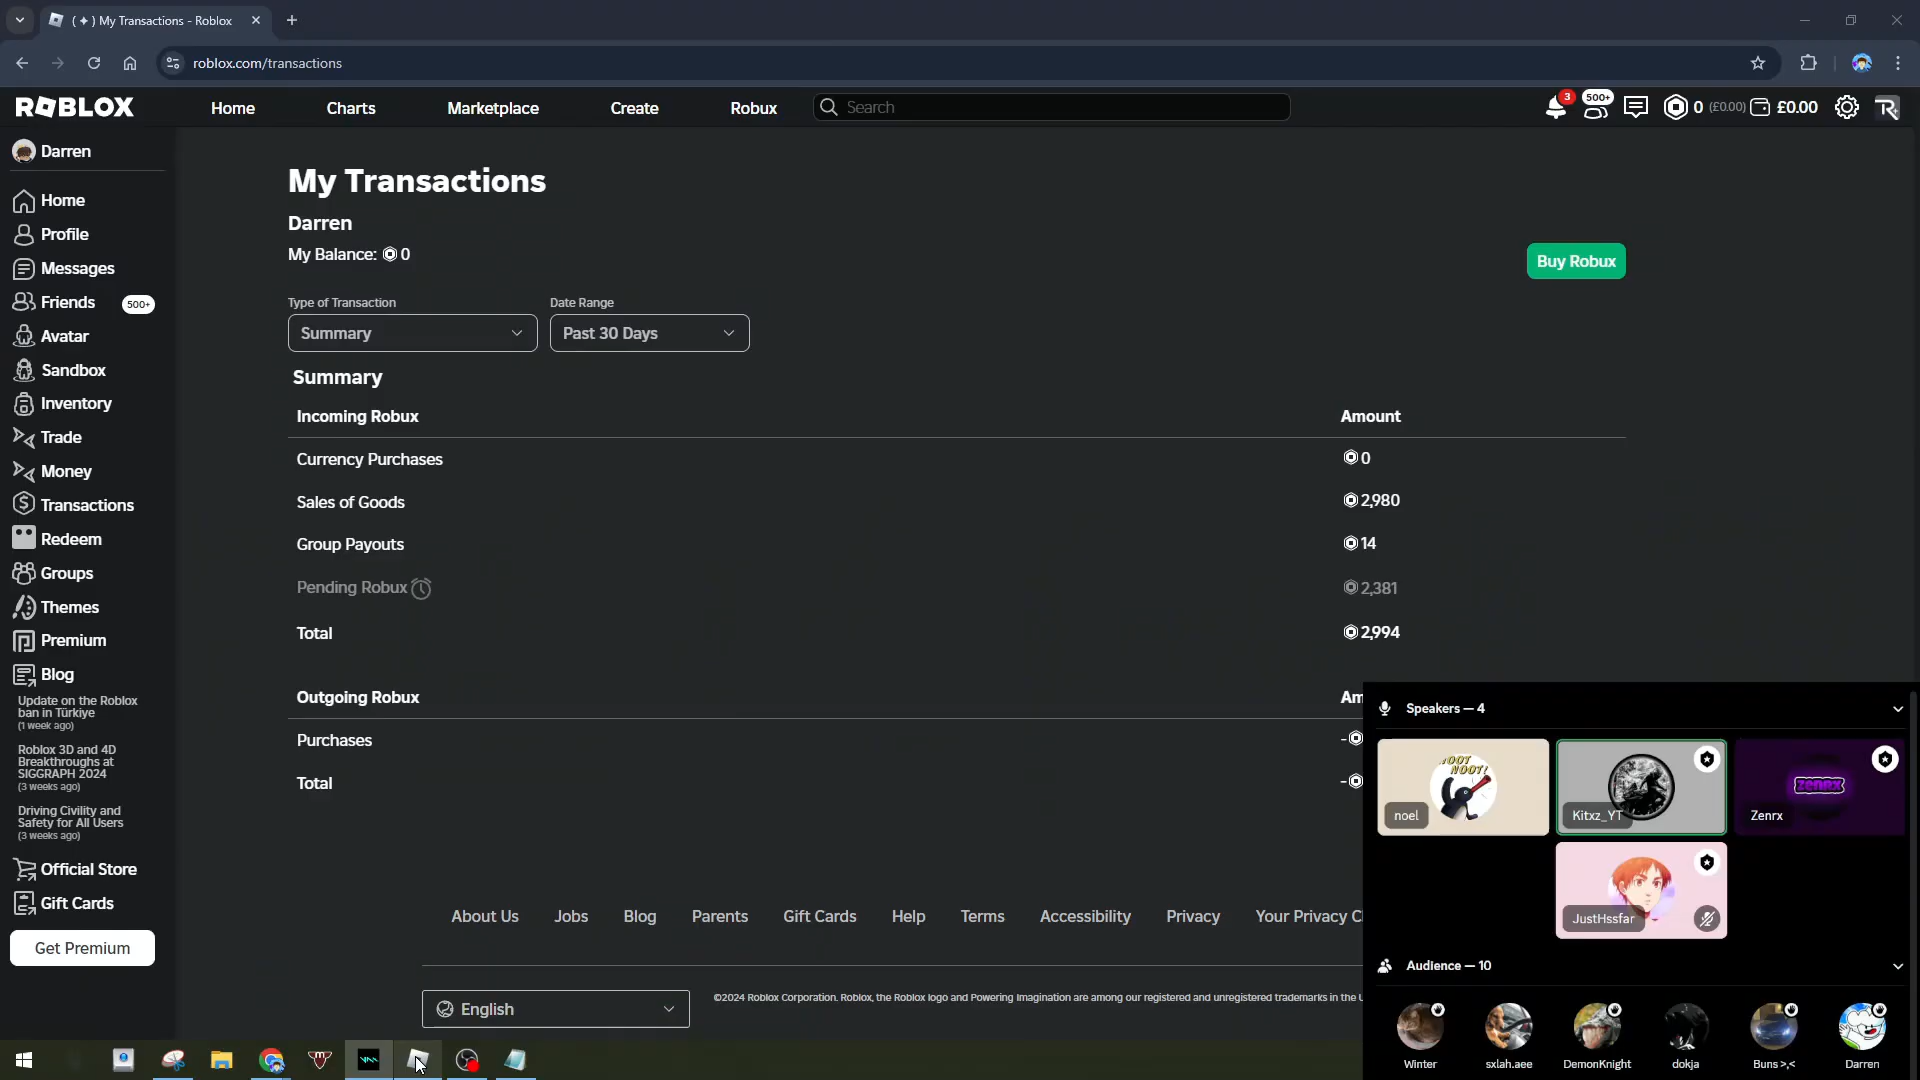 ( ✦ ) My Transactions - Roblox
roblox.com/transactions
ROBLOX
Home
Charts
Marketplace
Create
Robux
Search
3
500+
0 (£0.00)
£0.00
Darren
Home
Profile
Messages
Friends
500+
Avatar
Sandbox
Inventory
Trade
Money
Transactions
Redeem
Groups
Themes
Premium
Blog
Update on the Roblox
ban in Türkiye
(1 week ago)
Roblox 3D and 4D
Breakthroughs at
SIGGRAPH 2024
(3 weeks ago)
Driving Civility and
Safety for All Users
(3 weeks ago)
Official Store
Gift Cards
Get Premium
My Transactions
Darren
My Balance: 0
Buy Robux
Type of Transaction
Date Range
Summary
Past 30 Days
Summary
Incoming Robux Amount
Currency Purchases 0
Sales of Goods 2,980
Group Payouts 14
Pending Robux 2,381
Total 2,994
Outgoing Robux Am
Purchases -
Total -
About Us
Jobs
Blog
Parents
Gift Cards
Help
Terms
Accessibility
Privacy
Your Privacy C
English
©2024 Roblox Corporation. Roblox, the Roblox logo and Powering Imagination are among our registered and unregistered trademarks in the U
Speakers — 4
NOOT NOOT!
noel
Kitxz_YT
Zenrx
Zenrx
JustHssfar
Audience — 10
Winter
sxlah.aee
DemonKnight
dokja
Buns >,<
Darren